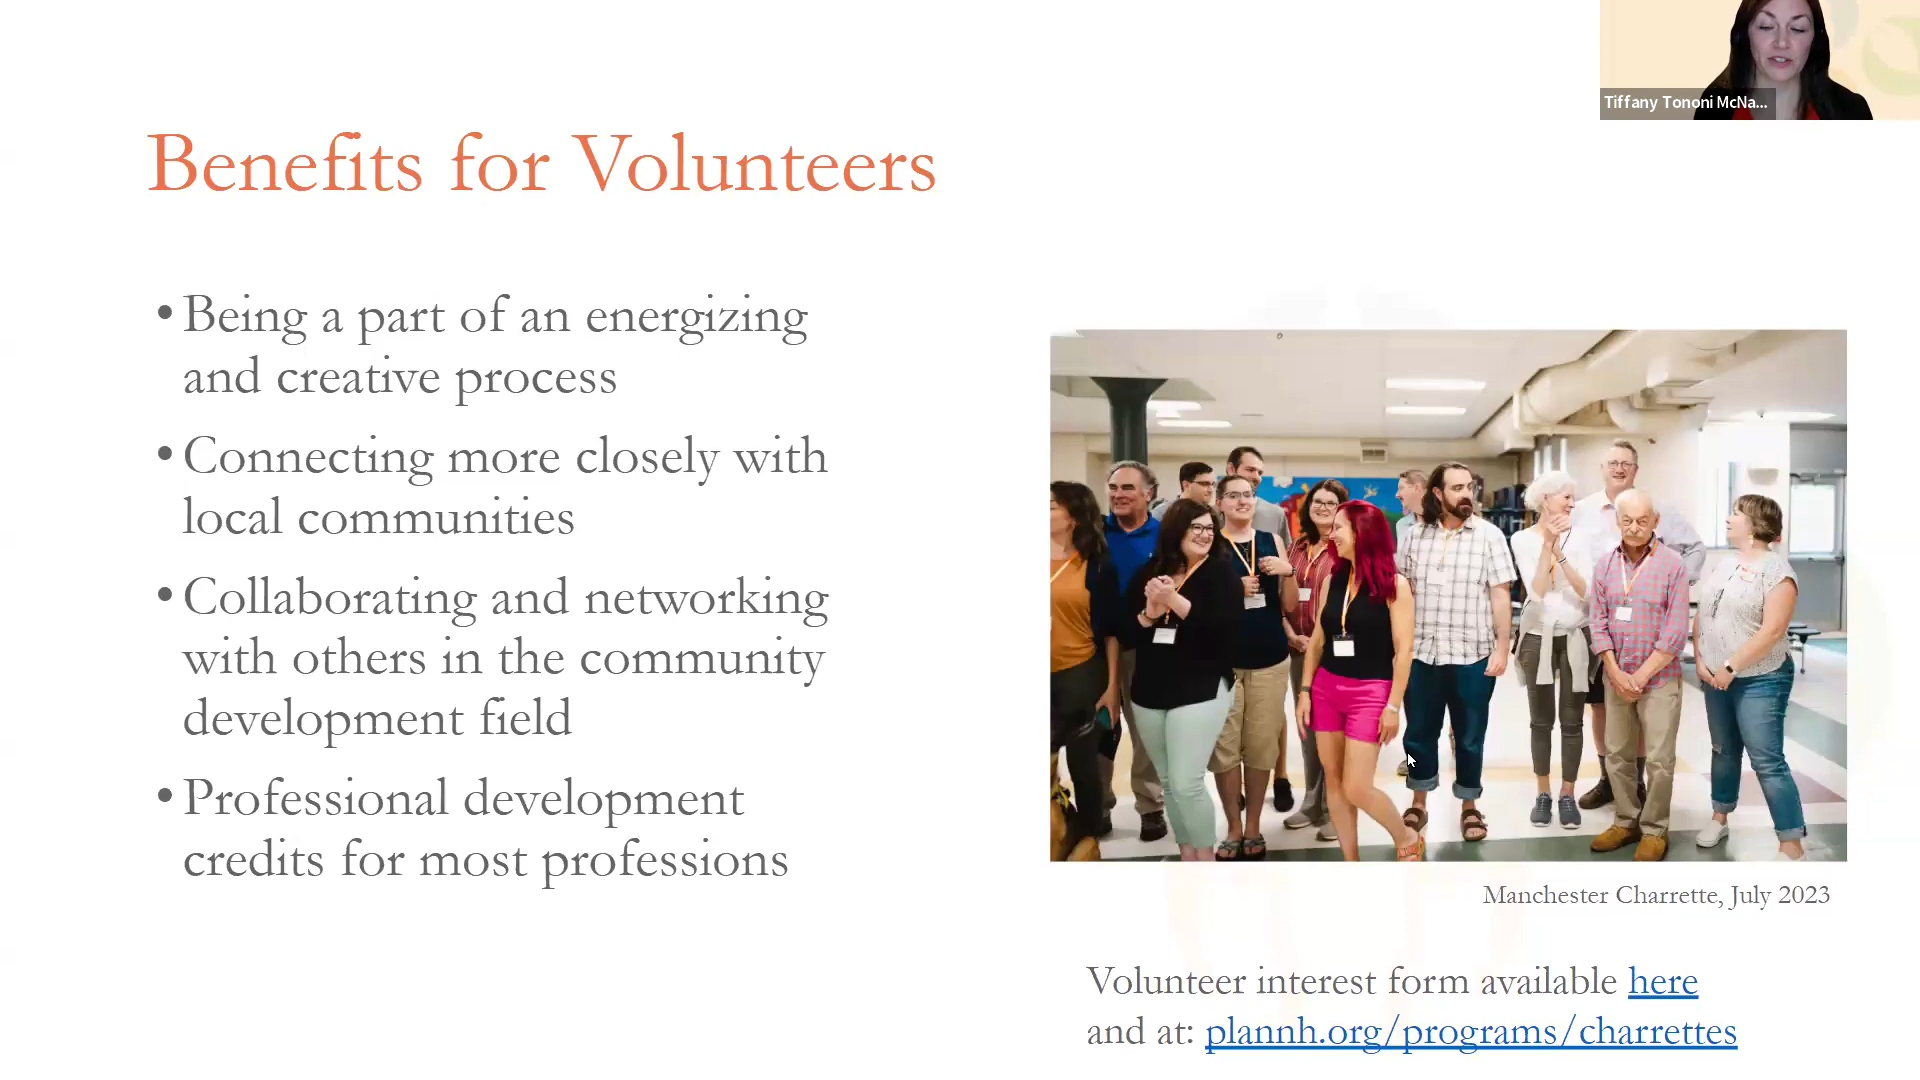 Tiffany Tononi McNa...
Benefits for Volunteers
• Being a part of an energizing
and creative process
• Connecting more closely with
local communities
• Collaborating and networking
with others in the community
development field
• Professional development
credits for most professions
Manchester Charrette, July 2023
Volunteer interest form available here
and at: plannh.org/programs/charrettes